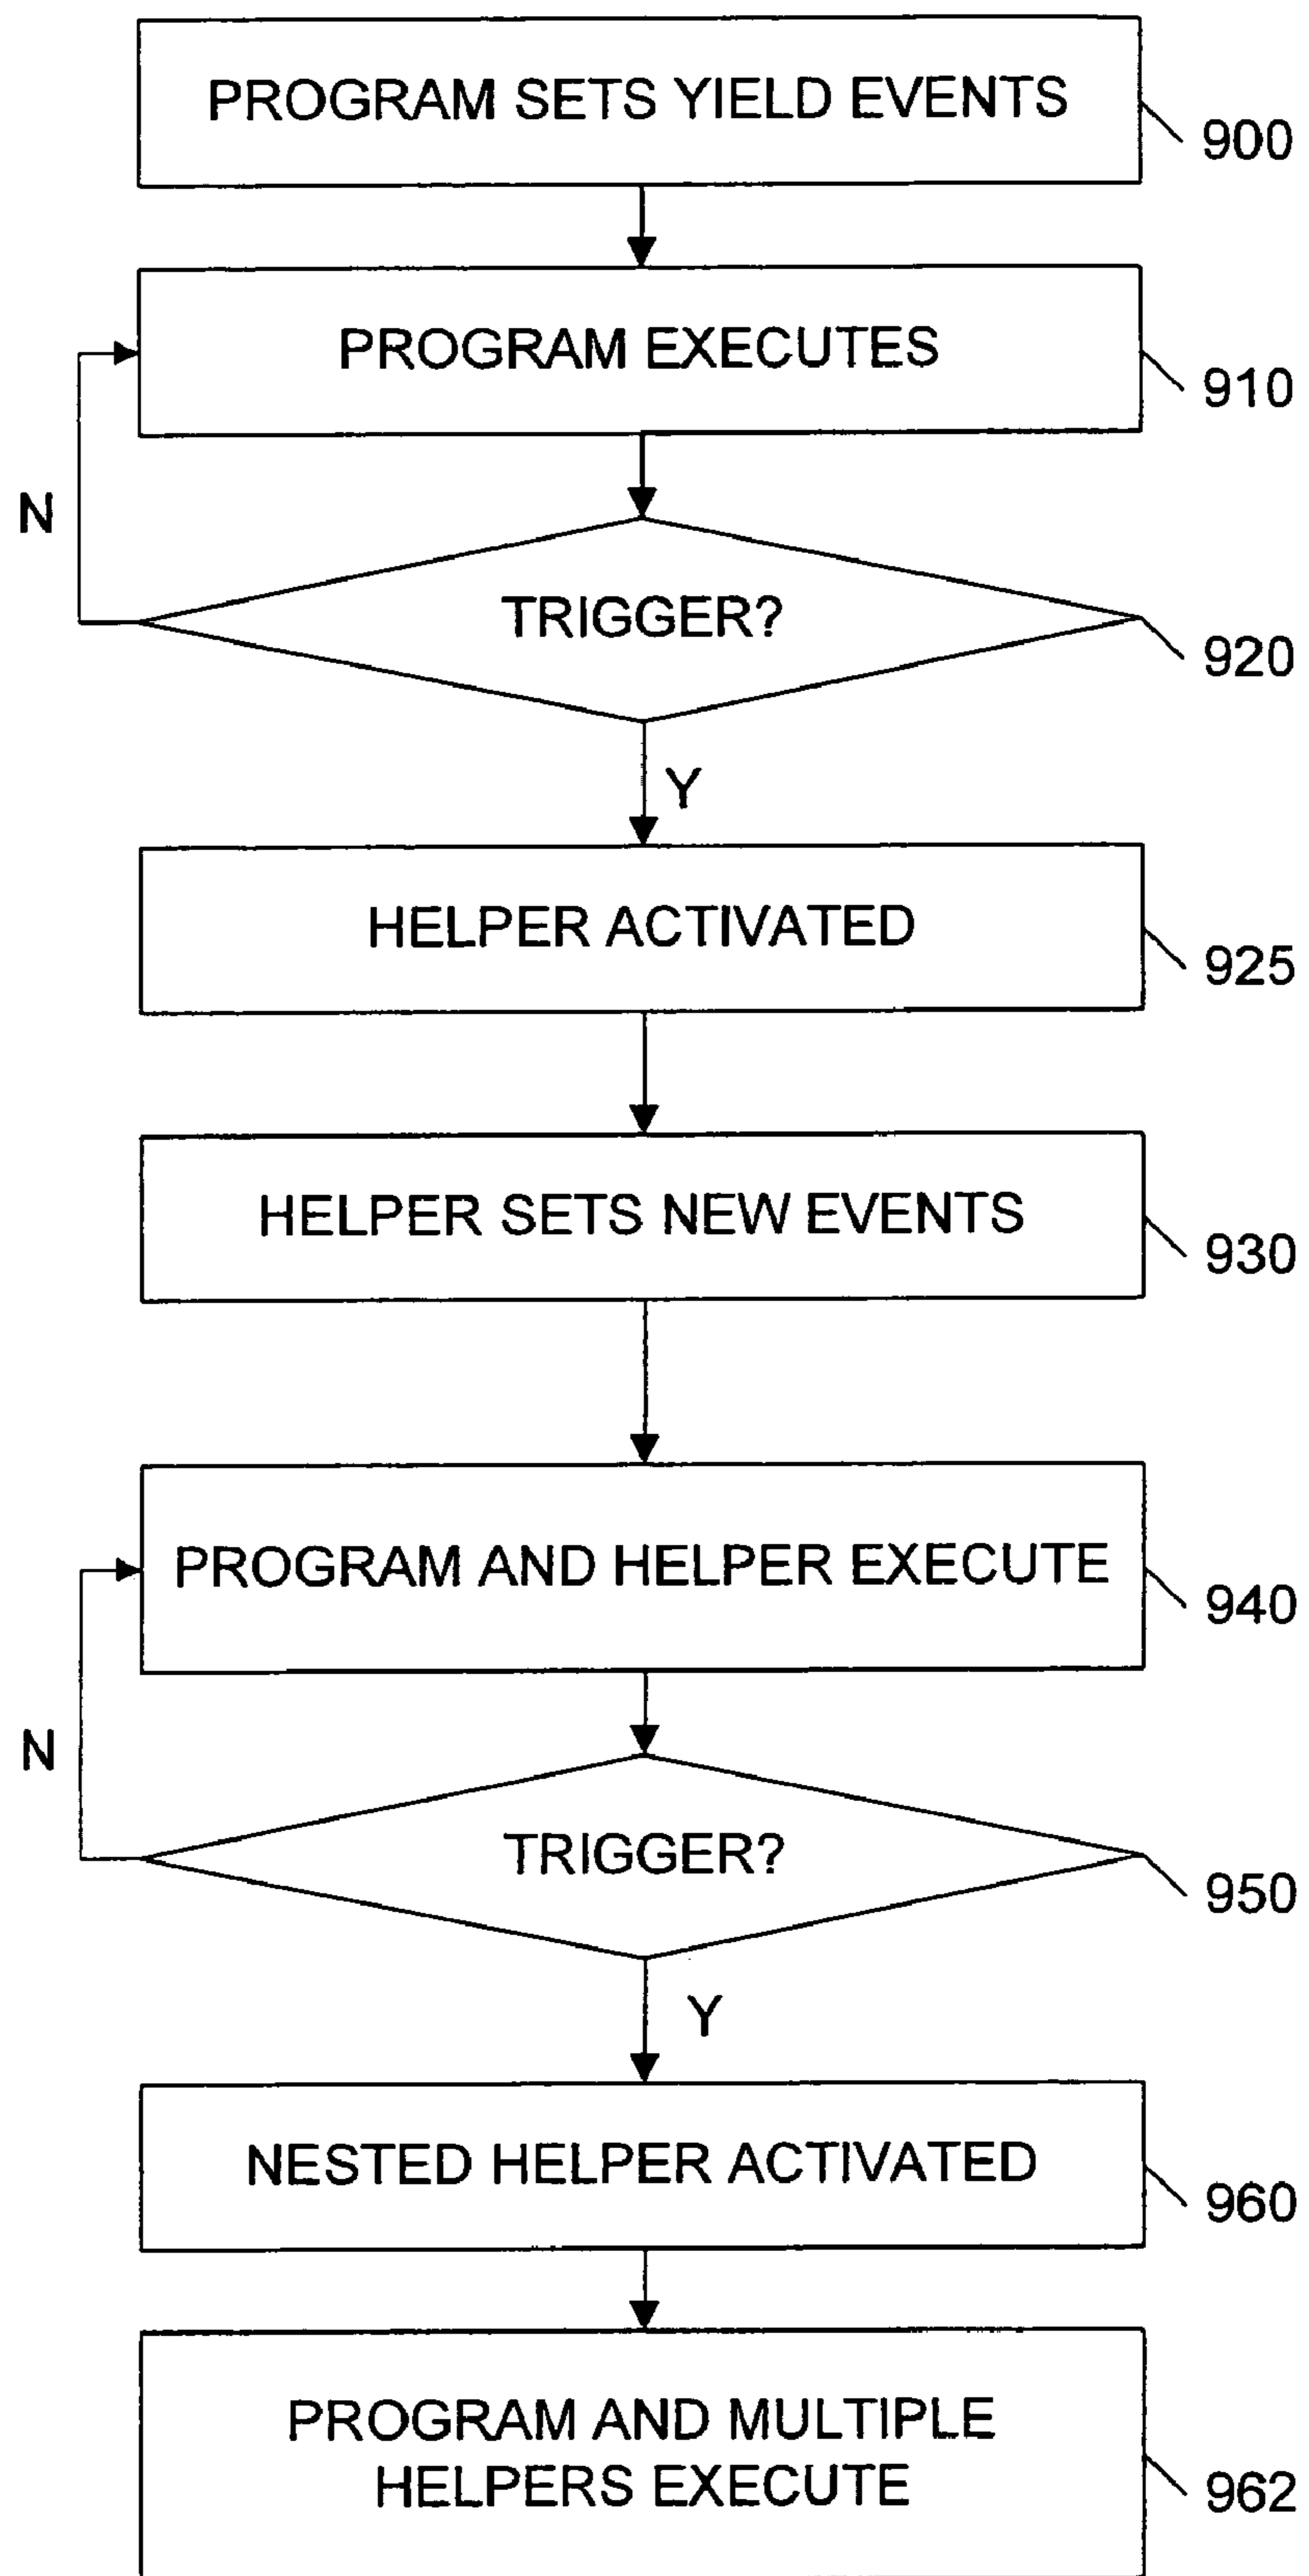 PROGRAM SETS YIELD EVENTS
900
PROGRAM EXECUTES
910
N
TRIGGER?
920
Y
HELPER ACTIVATED
925
HELPER SETS NEW EVENTS
930
PROGRAM AND HELPER EXECUTE
940
N
TRIGGER?
950
Y
NESTED HELPER ACTIVATED
960
PROGRAM AND MULTIPLE
HELPERS EXECUTE
962